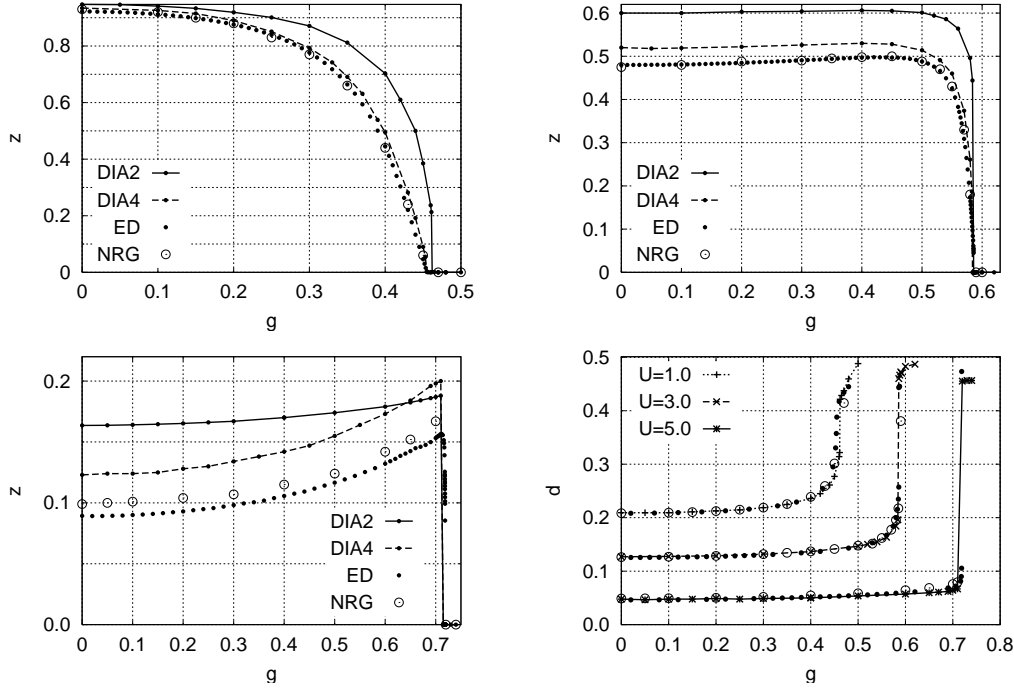 z
0.8
0.6
0.4
0.2
0
DIA2
DIA4
ED
NRG
0 0.1 0.2 0.3 0.4 0.5
g
z
0.6
0.5
0.4
0.3
0.2
0.1
0
DIA2
DIA4
ED
NRG
0 0.1 0.2 0.3 0.4 0.5 0.6
g
z
0.2
0.1
0.0
DIA2
DIA4
ED
NRG
0 0.1 0.2 0.3 0.4 0.5 0.6 0.7
g
d
0.5
0.4
0.3
0.2
0.1
0.0
U=1.0
U=3.0
U=5.0
0 0.1 0.2 0.3 0.4 0.5 0.6 0.7 0.8
g